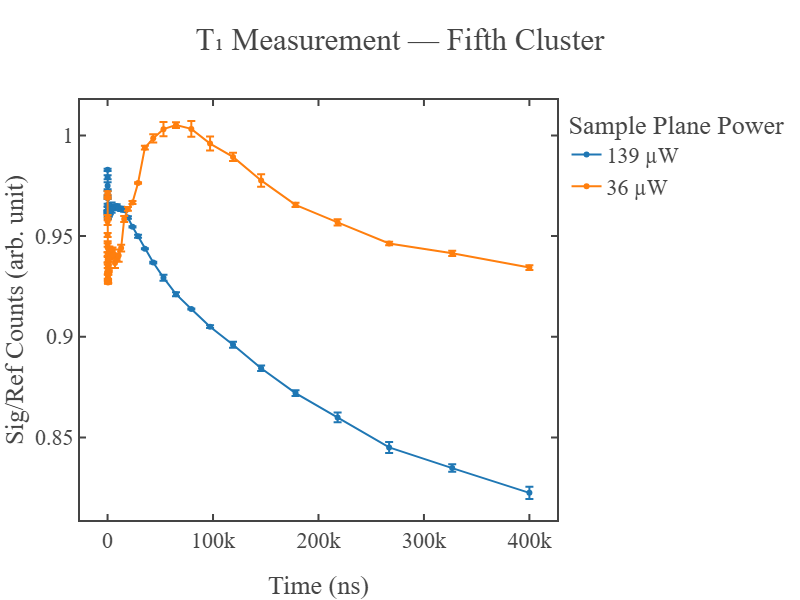 T₁ Measurement — Fifth Cluster
Sample Plane Power
139 µW
36 µW
Sig/Ref Counts (arb. unit)
1
0.95
0.9
0.85
0 100k 200k 300k 400k
Time (ns)